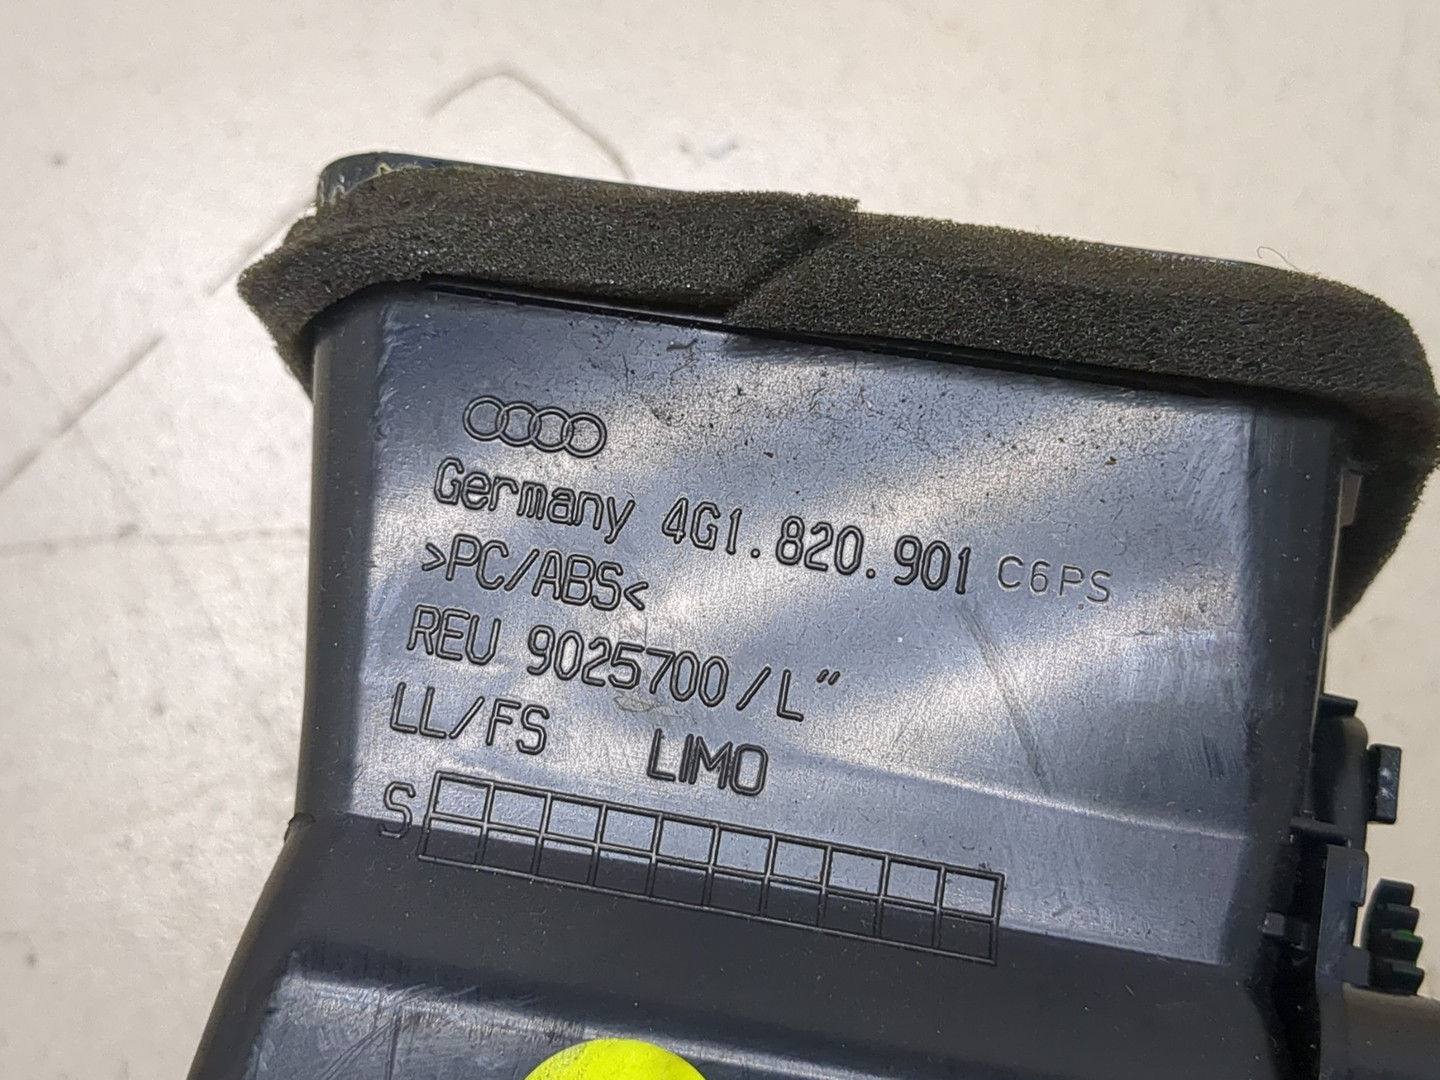 Germany 4G1.820.901 C6PS
>PC/ABS<
REU 9025700/L"
LL/FS LIMO
S